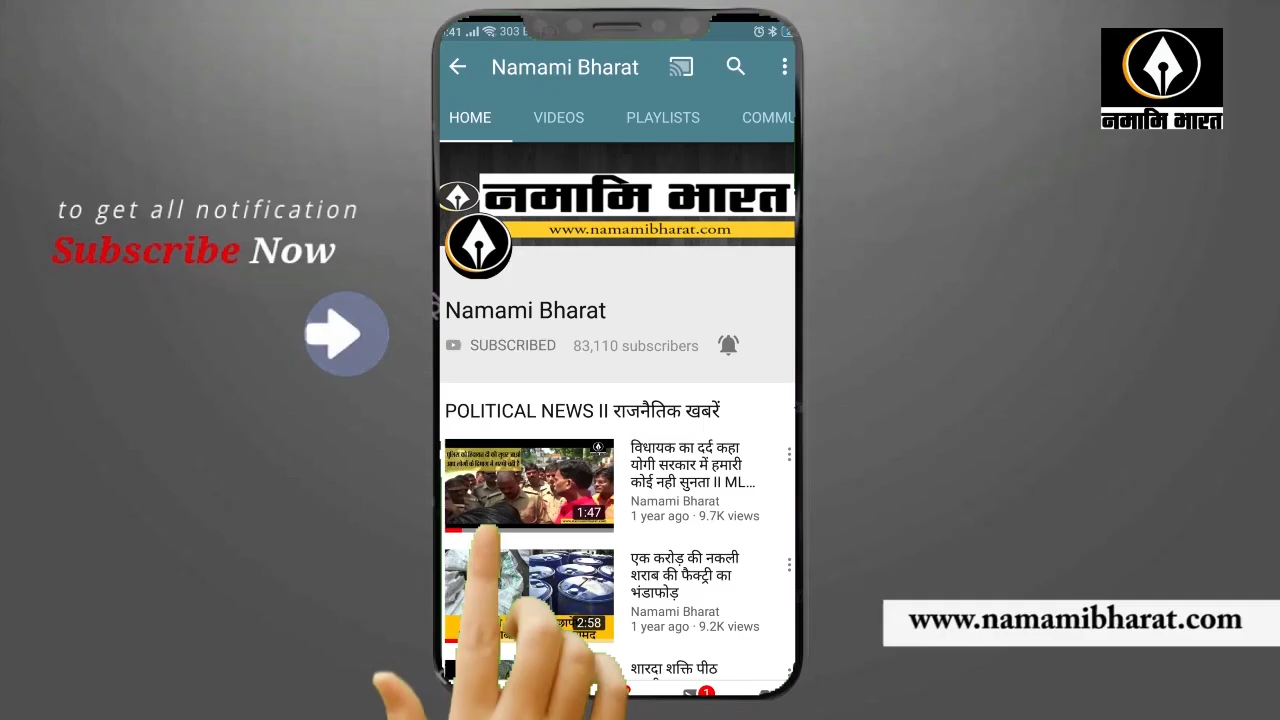 :41
303
Namami Bharat
HOME VIDEOS PLAYLISTS COMMU
नमामि भारत
www.namamibharat.com
Namami Bharat
SUBSCRIBED 83,110 subscribers
POLITICAL NEWS II राजनैतिक खबरें
1:47
विधायक का दर्द कहा
योगी सरकार में हमारी
कोई नही सुनता II ML...
Namami Bharat
1 year ago · 9.7K views
2:58
एक करोड़ की नकली
शराब की फैक्ट्री का
भंडाफोड़
Namami Bharat
1 year ago · 9.2K views
शारदा शक्ति पीठ
1
to get all notification
Subscribe Now
नमामि भारत
www.namamibharat.com